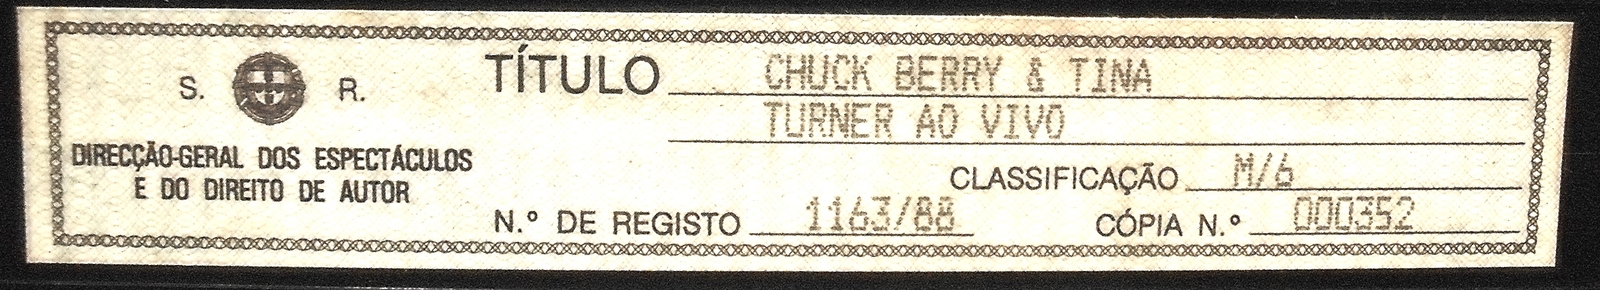 S. R.
DIRECÇÃO-GERAL DOS ESPECTÁCULOS
E DO DIREITO DE AUTOR
TÍTULO CHUCK BERRY & TINA
TURNER AO VIVO
CLASSIFICAÇÃO M/6
N.º DE REGISTO 1163/88 CÓPIA N.º 000352